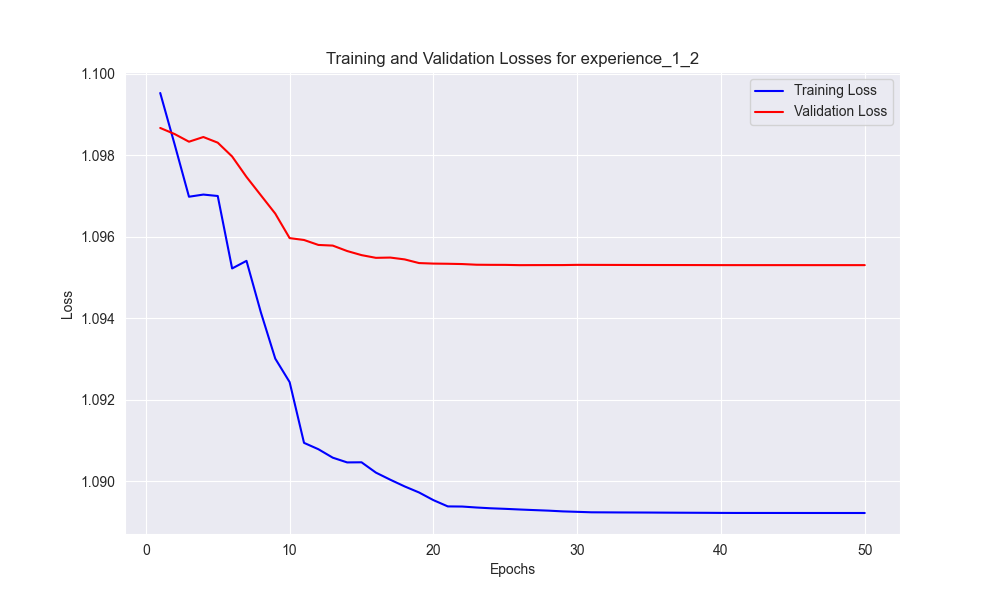 Training and Validation Losses for experience_1_2
1.100
1.098
1.096
1.094
1.092
1.090
Loss
Training Loss
Validation Loss
0
10
20
30
40
50
Epochs